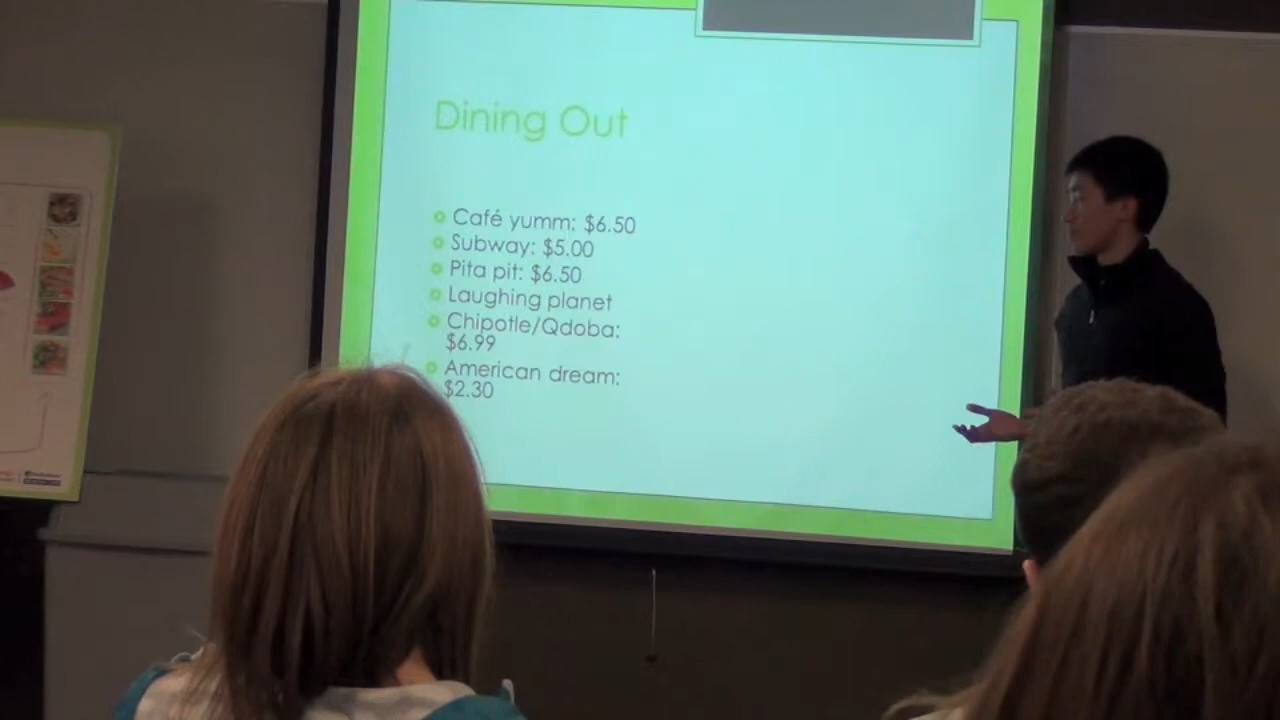 Dining Out
Café yumm: $6.50
Subway: $5.00
Pita pit: $6.50
Laughing planet
Chipotle/Qdoba:
$6.99
American dream:
$2.30